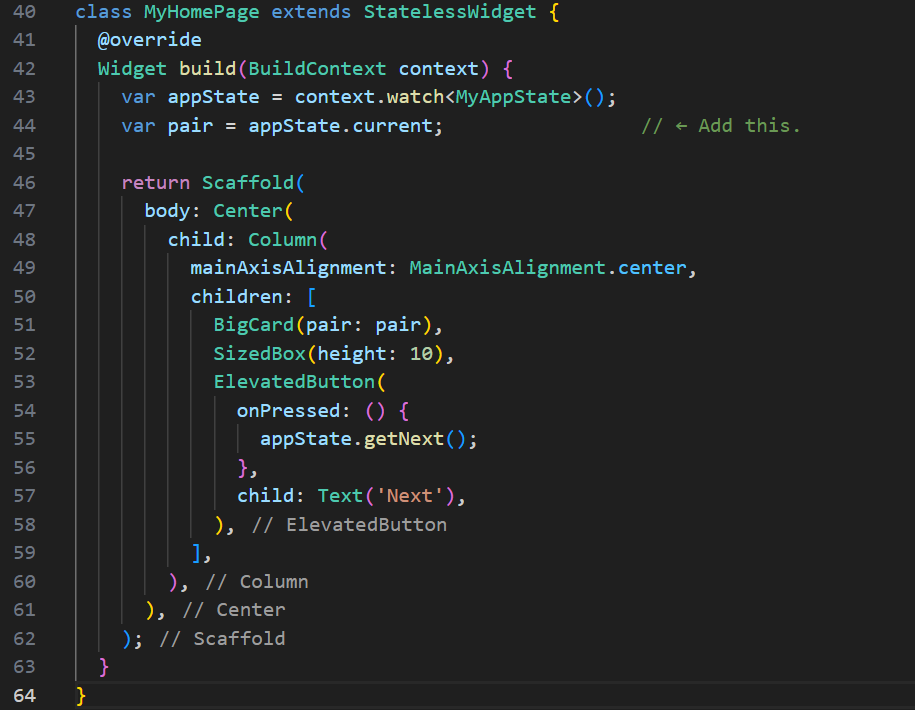 40 class MyHomePage extends StatelessWidget {
41   @override
42   Widget build(BuildContext context) {
43     var appState = context.watch<MyAppState>();
44     var pair = appState.current;                 // ← Add this.
45
46     return Scaffold(
47       body: Center(
48         child: Column(
49           mainAxisAlignment: MainAxisAlignment.center,
50           children: [
51             BigCard(pair: pair),
52             SizedBox(height: 10),
53             ElevatedButton(
54               onPressed: () {
55                 appState.getNext();
56               },
57               child: Text('Next'),
58             ), // ElevatedButton
59           ],
60         ), // Column
61       ), // Center
62     ); // Scaffold
63   }
64 }